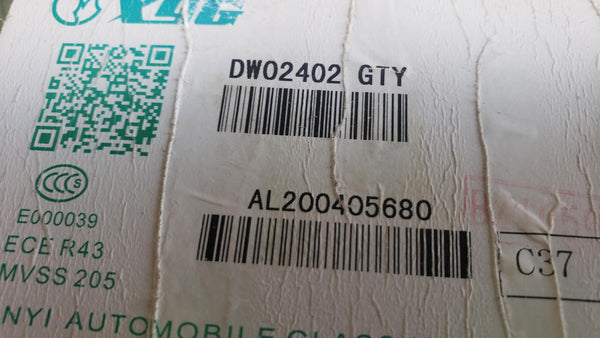 DW02402 GTY
AL200405680
E000039
ECE R43
MVSS 205
NYI AUTOMOBILE GLASS
C37